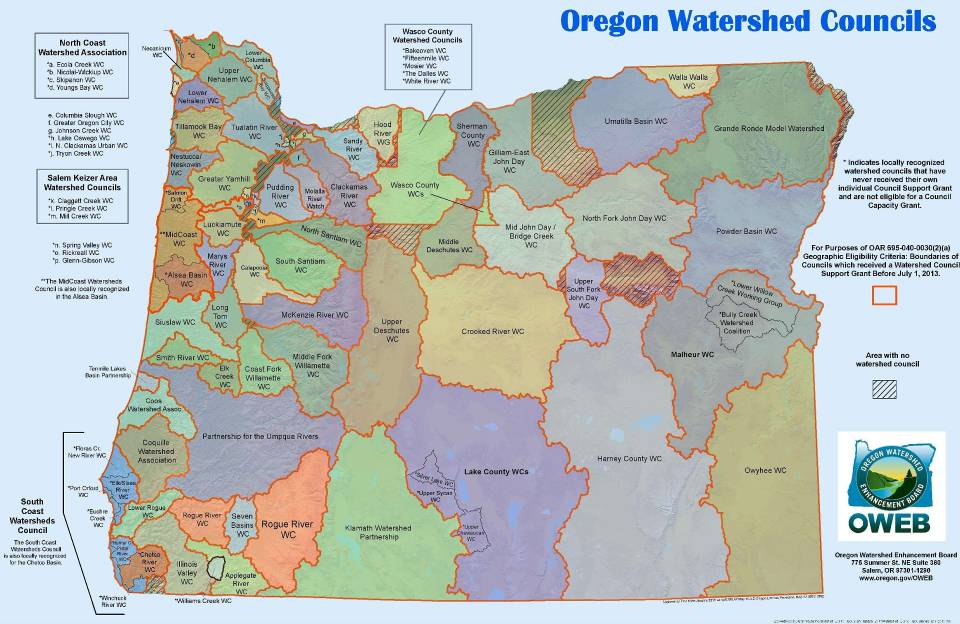 Oregon Watershed Councils
North Coast
Watershed Association
*a. Ecola Creek WC
*b. Nicolai-Wickiup WC
*c. Skipanon WC
*d. Youngs Bay WC
e. Columbia Slough WC
f. Greater Oregon City WC
g. Johnson Creek WC
*h. Lake Oswego WC
*i. N. Clackamas Urban WC
*j. Tryon Creek WC
Salem Keizer Area
Watershed Councils
*k. Claggett Creek WC
*l. Pringle Creek WC
*m. Mill Creek WC
*n. Spring Valley WC
*o. Rickreall WC
*p. Glenn-Gibson WC
**The MidCoast Watersheds
Council is also locally recognized
in the Alsea Basin.
Wasco County
Watershed Councils
*Bakeoven WC
*Fifteenmile WC
*Mosier WC
*The Dalles WC
*White River WC
Necanicum
WC
*b
*d
Lower
Columbia
WC
Upper
Nehalem WC
Lower
Nehalem WC
Tillamook Bay
WC
Tualatin River
WC
Nestucca/
Neskowin
WC
Greater Yamhill
WC
Hood
River
WC
Sandy
River
WC
Clackamas
River
WC
Molalla
River
Watch
Pudding
River
WC
*Salmon
Drift
WC
**MidCoast
WC
Luckiamute
WC
*m
*Alsea Basin
WC
Marys
River
WC
Calapooia
WC
North Santiam WC
South Santiam
WC
Long
Tom
WC
McKenzie River WC
Siuslaw WC
Smith River WC
Elk
Creek
WC
Coast Fork
Willamette
WC
Middle Fork
Willamette
WC
Tenmile Lakes
Basin Partnership
Coos
Watershed Assoc.
Coquille
Watershed
Association
Partnership for the Umpqua Rivers
*Floras Cr.
New River WC
*Elk/Sixes
River
WC
*Port Orford
WC
*Euchre
Creek
WC
Lower Rogue
WC
South
Coast
Watersheds
Council
The South Coast
Watersheds Council
is also locally recognized
for the Chetco Basin.
*Chetco
River
WC
*Winchuck
River WC
Rogue River
WC
Seven
Basins
WC
Rogue River
WC
Illinois
Valley
WC
Applegate
River
WC
*Williams Creek WC
Klamath Watershed
Partnership
Upper
Deschutes
WC
Middle
Deschutes WC
Wasco County
WCs
Sherman
County
WC
Gilliam-East
John Day
WC
Mid John Day /
Bridge Creek
WC
North Fork John Day WC
Umatilla Basin WC
Walla Walla
WC
Grande Ronde Model Watershed
Powder Basin WC
Upper
South Fork
John Day
WC
Crooked River WC
*Lower Willow
Creek Working Group
*Bully Creek
Watershed
Coalition
Malheur WC
Owyhee WC
Harney County WC
Lake County WCs
*Upper Sycan
WC
* Indicates locally recognized
watershed councils that have
never received their own
individual Council Support Grant
and are not eligible for a Council
Capacity Grant.
For Purposes of OAR 695-040-0030(2)(a)
Geographic Eligibility Criteria: Boundaries of
Councils which received a Watershed Council
Support Grant Before July 1, 2013.
Area with no
watershed council
OREGON WATERSHED
ENHANCEMENT BOARD
OWEB
Oregon Watershed Enhancement Board
775 Summer St. NE Suite 360
Salem, OR 97301-1290
www.oregon.gov/OWEB